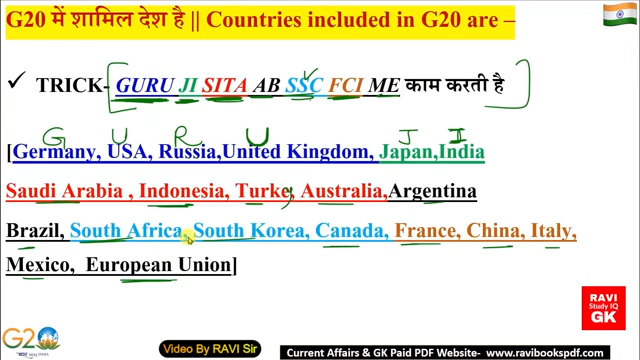 G20 में शामिल देश है || Countries included in G20 are –
✓ TRICK- GURU JI SITA AB SSC FCI ME काम करती है
G U R U J I
[Germany, USA, Russia,United Kingdom, Japan,India
Saudi Arabia , Indonesia, Turke, Australia,Argentina
Brazil, South Africa, South Korea, Canada, France, China, Italy,
Mexico, European Union]
RAVI
Study IQ
GK
G20
Video By RAVI Sir
Current Affairs & GK Paid PDF Website- www.ravibookspdf.com